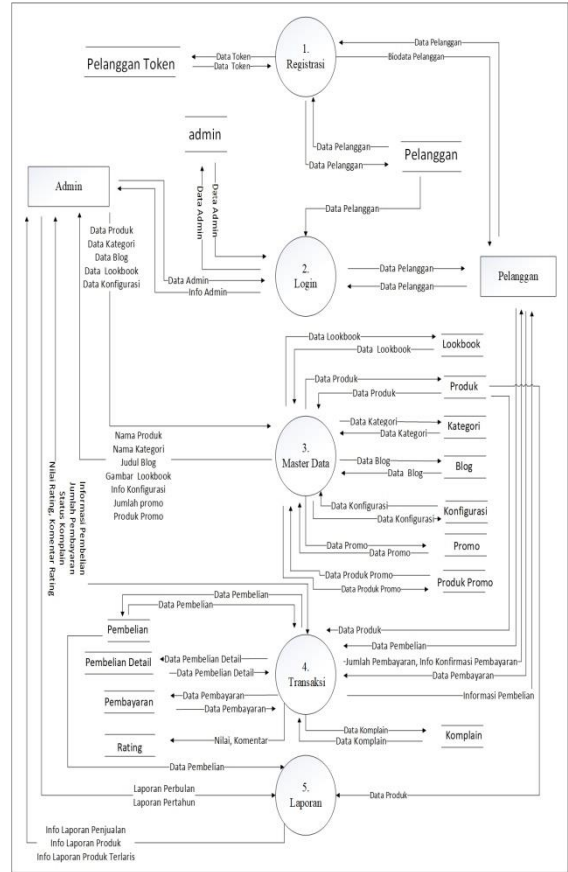 1.
Registrasi
Data Pelanggan
Biodata Pelanggan
Pelanggan Token
Data Token
Data Token
admin
Data Pelanggan
Data Pelanggan
Pelanggan
Admin
Data Admin
Data Admin
Data Pelanggan
Data Produk
Data Kategori
Data Blog
Data Lookbook
Data Konfigurasi
Data Admin
Info Admin
2.
Login
Data Pelanggan
Data Pelanggan
Pelanggan
Data Lookbook
Data Lookbook
Lookbook
Data Produk
Data Produk
Produk
Nama Produk
Nama Kategori
Judul Blog
Gambar Lookbook
Info Konfigurasi
Jumlah promo
Produk Promo
3.
Master Data
Data Kategori
Data Kategori
Kategori
Data Blog
Data Blog
Blog
Data Konfigurasi
Data Konfigurasi
Konfigurasi
Data Promo
Data Promo
Promo
Data Produk Promo
Data Produk Promo
Produk Promo
Informasi Pembelian
Jumlah Pembayaran
Status Komplain
Nilai Rating, Komentar Rating
Data Pembelian
Data Pembelian
Pembelian
Data Produk
Data Pembelian
Pembelian Detail
Data Pembelian Detail
Data Pembelian Detail
4.
Transaksi
Jumlah Pembayaran, Info Konfirmasi Pembayaran
Data Pembayaran
Informasi Pembelian
Pembayaran
Data Pembayaran
Data Pembayaran
Rating
Nilai, Komentar
Data Komplain
Data Komplain
Komplain
Data Pembelian
Laporan Perbulan
Laporan Pertahun
5.
Laporan
Data Produk
Info Laporan Penjualan
Info Laporan Produk
Info Laporan Produk Terlaris